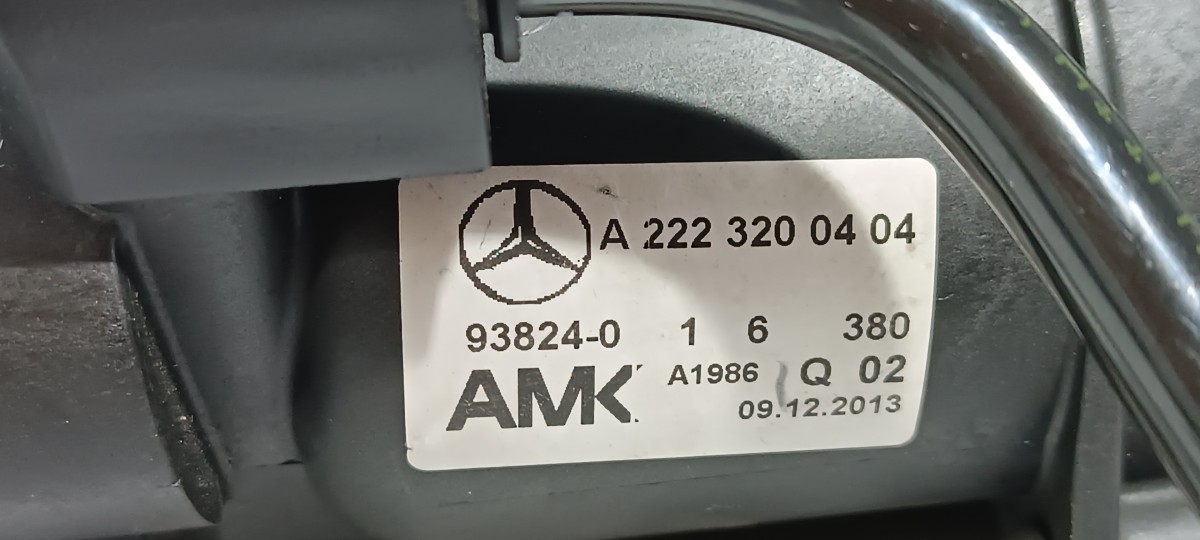 A 222 320 04 04
93824-0 1 6 380
AMK A1986 Q 02
09.12.2013